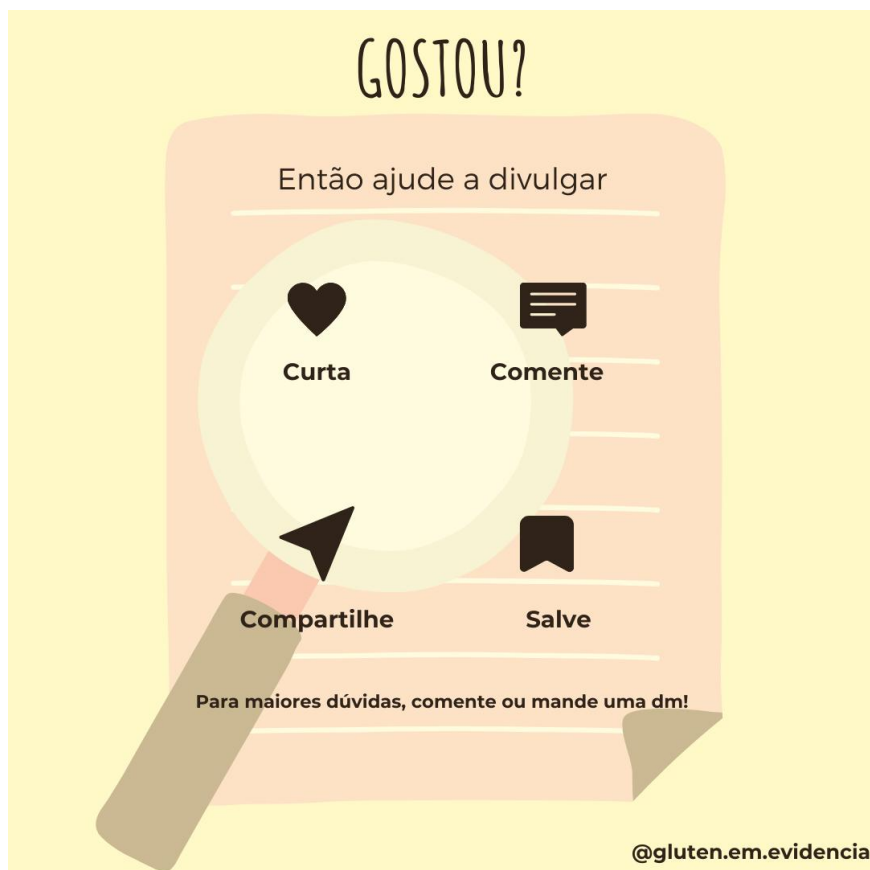 GOSTOU?
Então ajude a divulgar
Curta
Comente
Compartilhe
Salve
Para maiores dúvidas, comente ou mande uma dm!
@gluten.em.evidencia